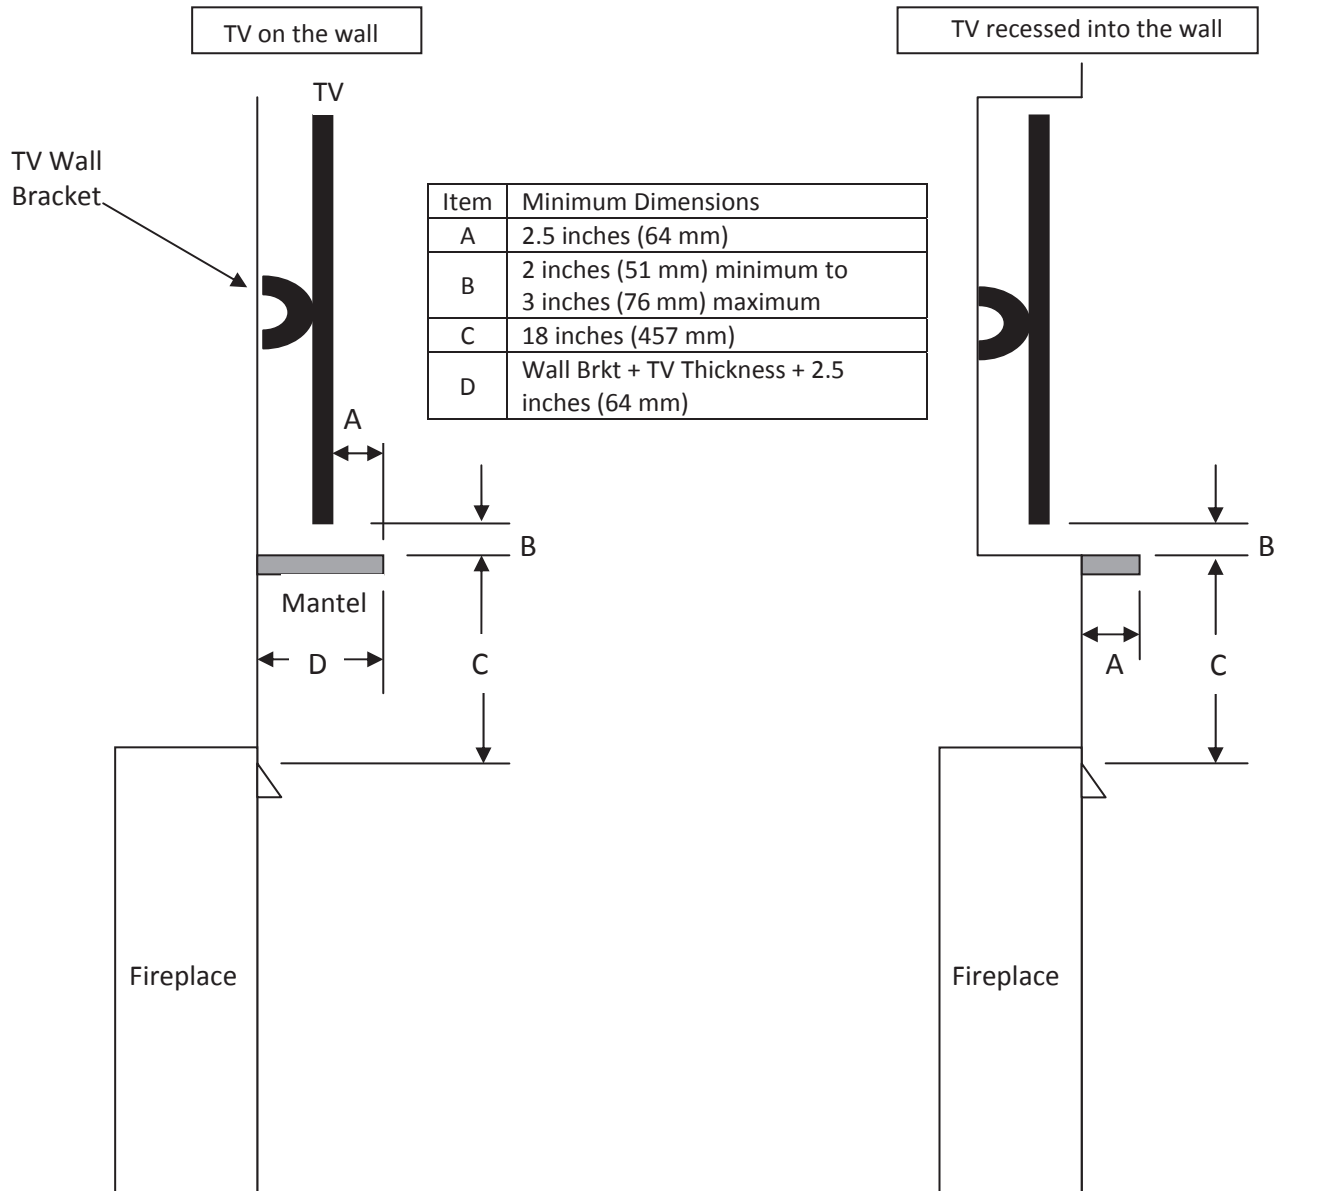 TV on the wall
TV recessed into the wall
TV
TV Wall
Bracket
Item Minimum Dimensions
A 2.5 inches (64 mm)
B 2 inches (51 mm) minimum to
3 inches (76 mm) maximum
C 18 inches (457 mm)
D Wall Brkt + TV Thickness + 2.5
inches (64 mm)
A
B
B
Mantel
D
C
A
C
Fireplace
Fireplace